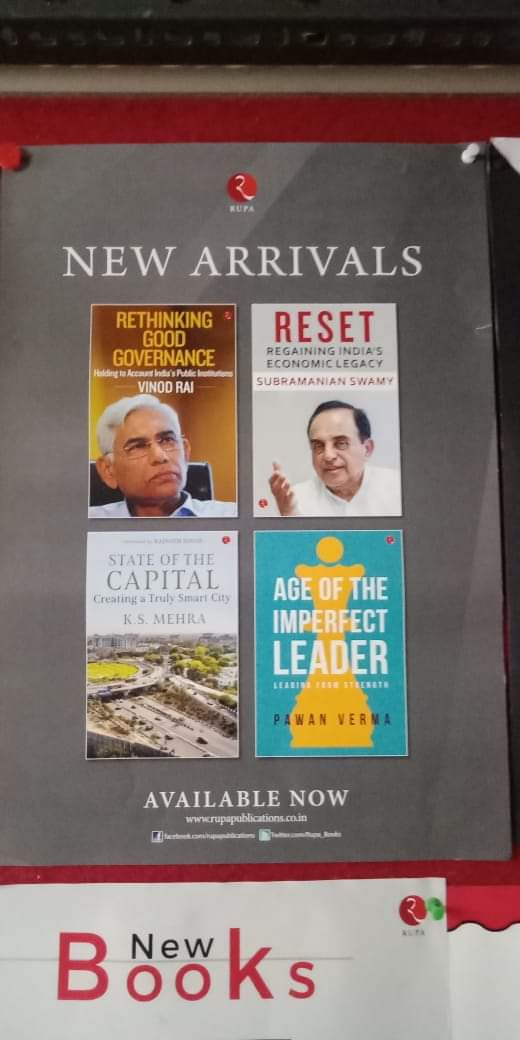 RUPA
NEW ARRIVALS
RETHINKING
GOOD
GOVERNANCE
Holding to Account India's Public Institutions
VINOD RAI
RESET
REGAINING INDIA'S
ECONOMIC LEGACY
SUBRAMANIAN SWAMY
STATE OF THE
CAPITAL
Creating a Truly Smart City
K.S. MEHRA
AGE OF THE
IMPERFECT
LEADER
LEADING FROM STRENGTH
PAWAN VERMA
AVAILABLE NOW
www.rupapublications.co.in
facebook.com/rupapublications Twitter.com/Rupa_Books
RUPA
New
Books